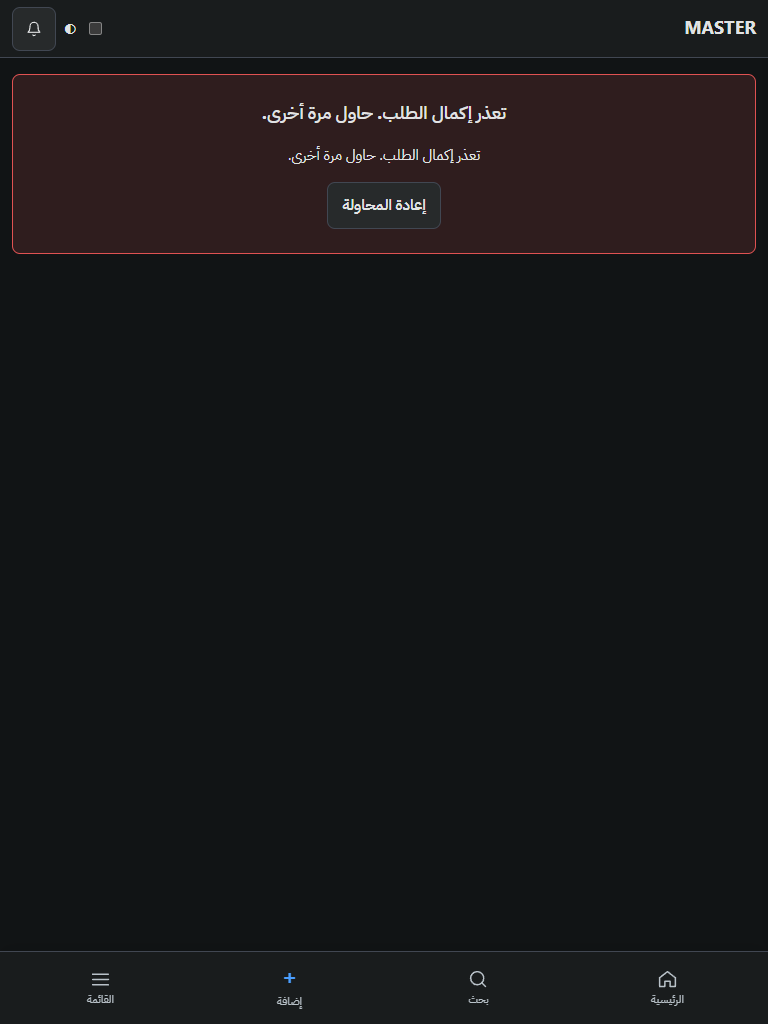 MASTER
تعذر إكمال الطلب. حاول مرة أخرى.
تعذر إكمال الطلب. حاول مرة أخرى.
إعادة المحاولة
الرئيسية
بحث
إضافة
القائمة